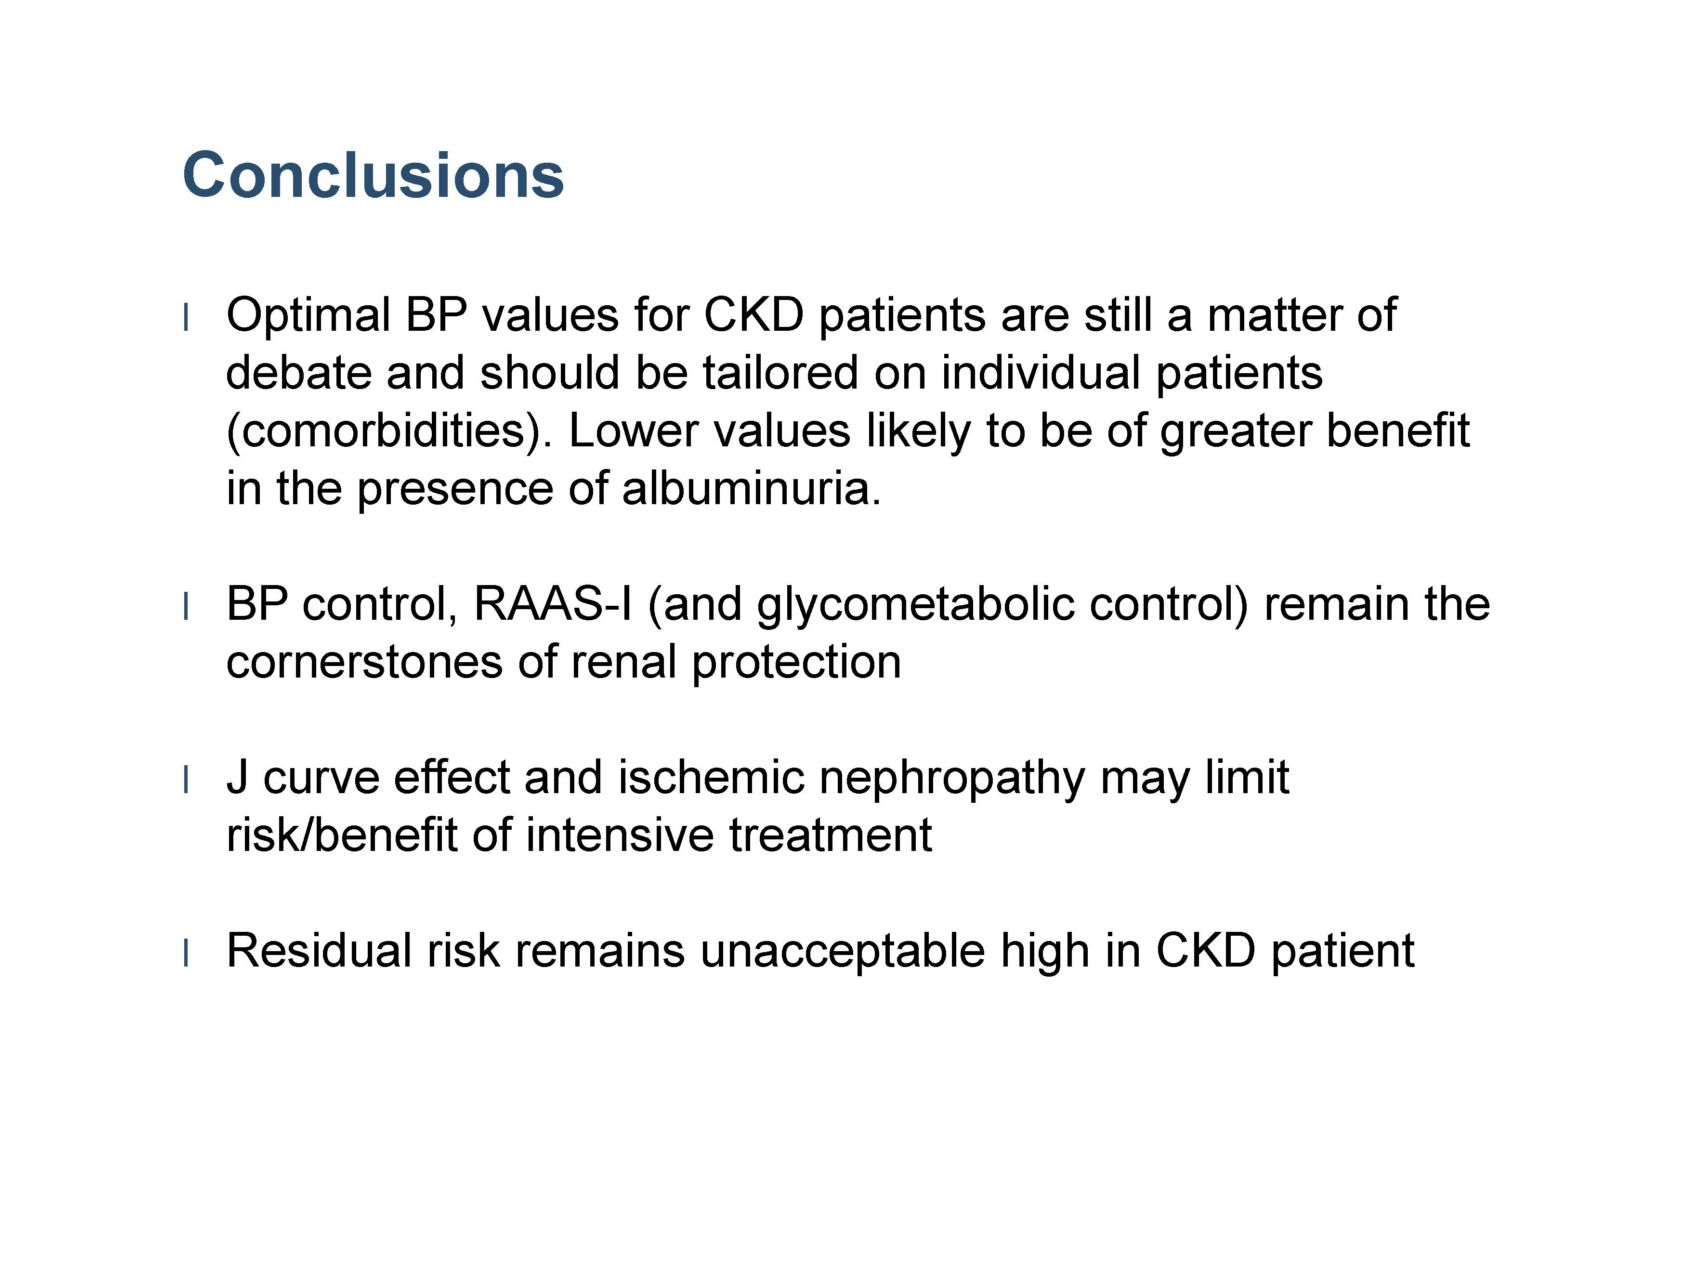 Conclusions
l Optimal BP values for CKD patients are still a matter of
debate and should be tailored on individual patients
(comorbidities). Lower values likely to be of greater benefit
in the presence of albuminuria.
l BP control, RAAS-I (and glycometabolic control) remain the
cornerstones of renal protection
l J curve effect and ischemic nephropathy may limit
risk/benefit of intensive treatment
l Residual risk remains unacceptable high in CKD patient